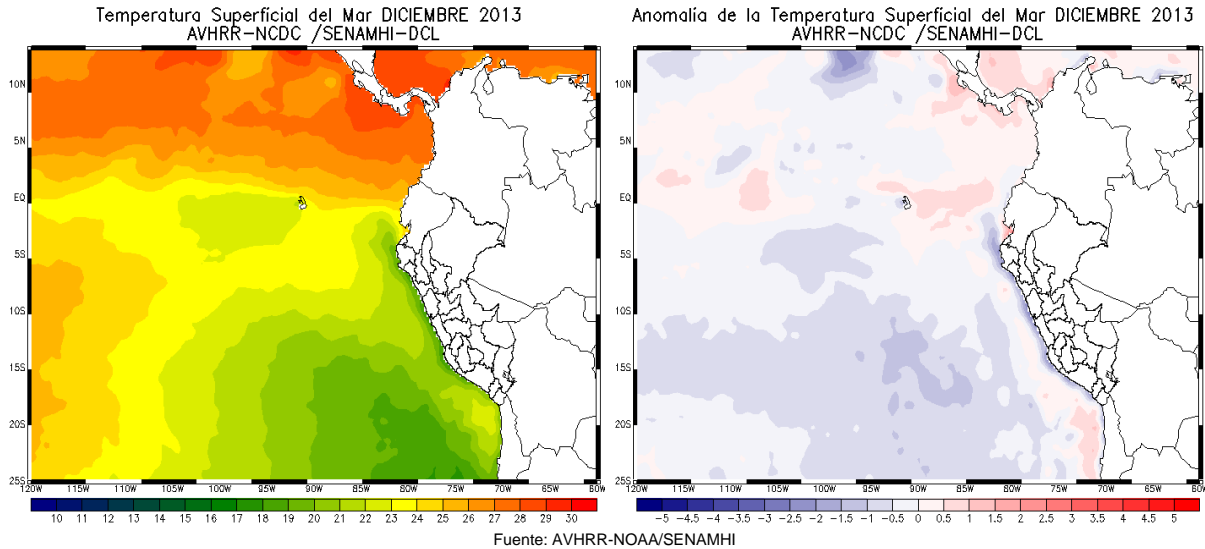 Temperatura Superficial del Mar DICIEMBRE 2013
AVHRR-NCDC /SENAMHI-DCL
10N
5N
EQ
5S
10S
15S
20S
25S
120W 115W 110W 105W 100W 95W 90W 85W 80W 75W 70W 65W 60W
10 11 12 13 14 15 16 17 18 19 20 21 22 23 24 25 26 27 28 29 30
Anomalía de la Temperatura Superficial del Mar DICIEMBRE 2013
AVHRR-NCDC /SENAMHI-DCL
10N
5N
EQ
5S
10S
15S
20S
25S
120W 115W 110W 105W 100W 95W 90W 85W 80W 75W 70W 65W 60W
-5 -4.5 -4 -3.5 -3 -2.5 -2 -1.5 -1 -0.5 0 0.5 1 1.5 2 2.5 3 3.5 4 4.5 5
Fuente: AVHRR-NOAA/SENAMHI